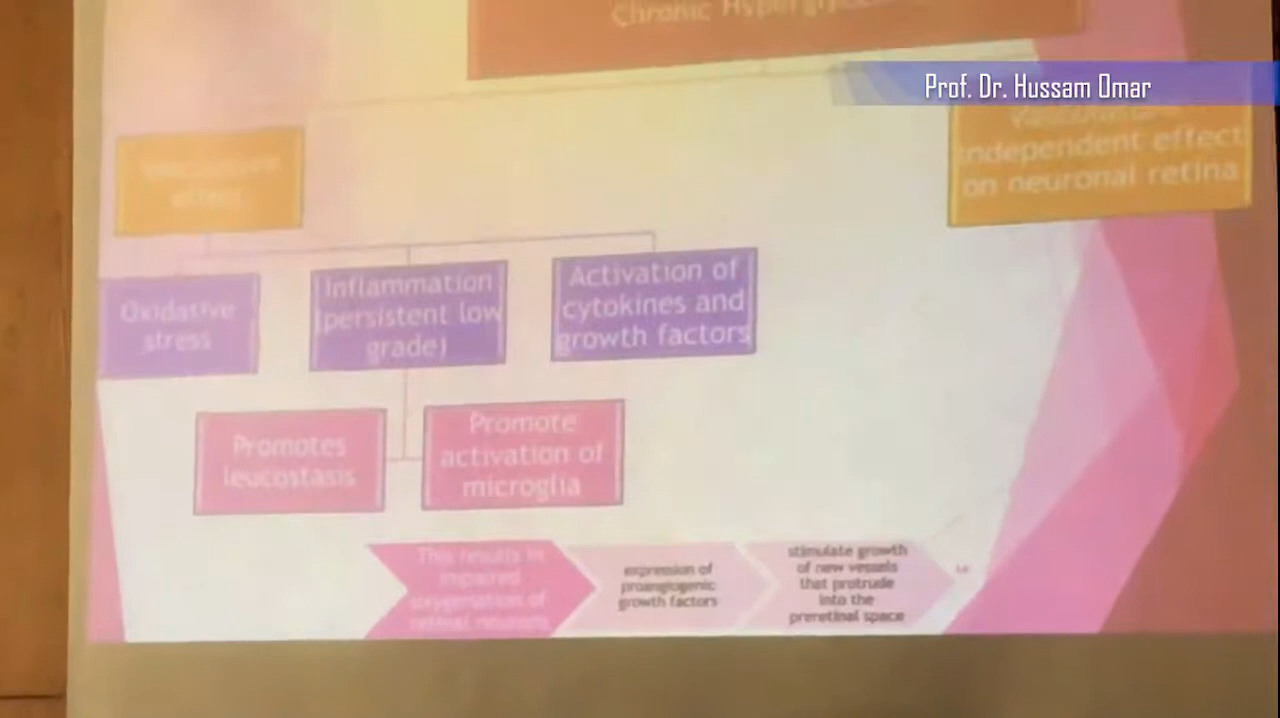 Chronic
Prof. Dr. Hussam Omar
independent effect
on neuronal retina
effect
Oxidative
stress
Inflammation
(persistent low
grade)
Activation of
cytokines and
growth factors
Promotes
leucostasis
Promote
activation of
microglia
This results in
impaired
oxygenation of
retinal neurons
expression of
proangiogenic
growth factors
stimulate growth
of new vessels
that protrude
into the
preretinal space